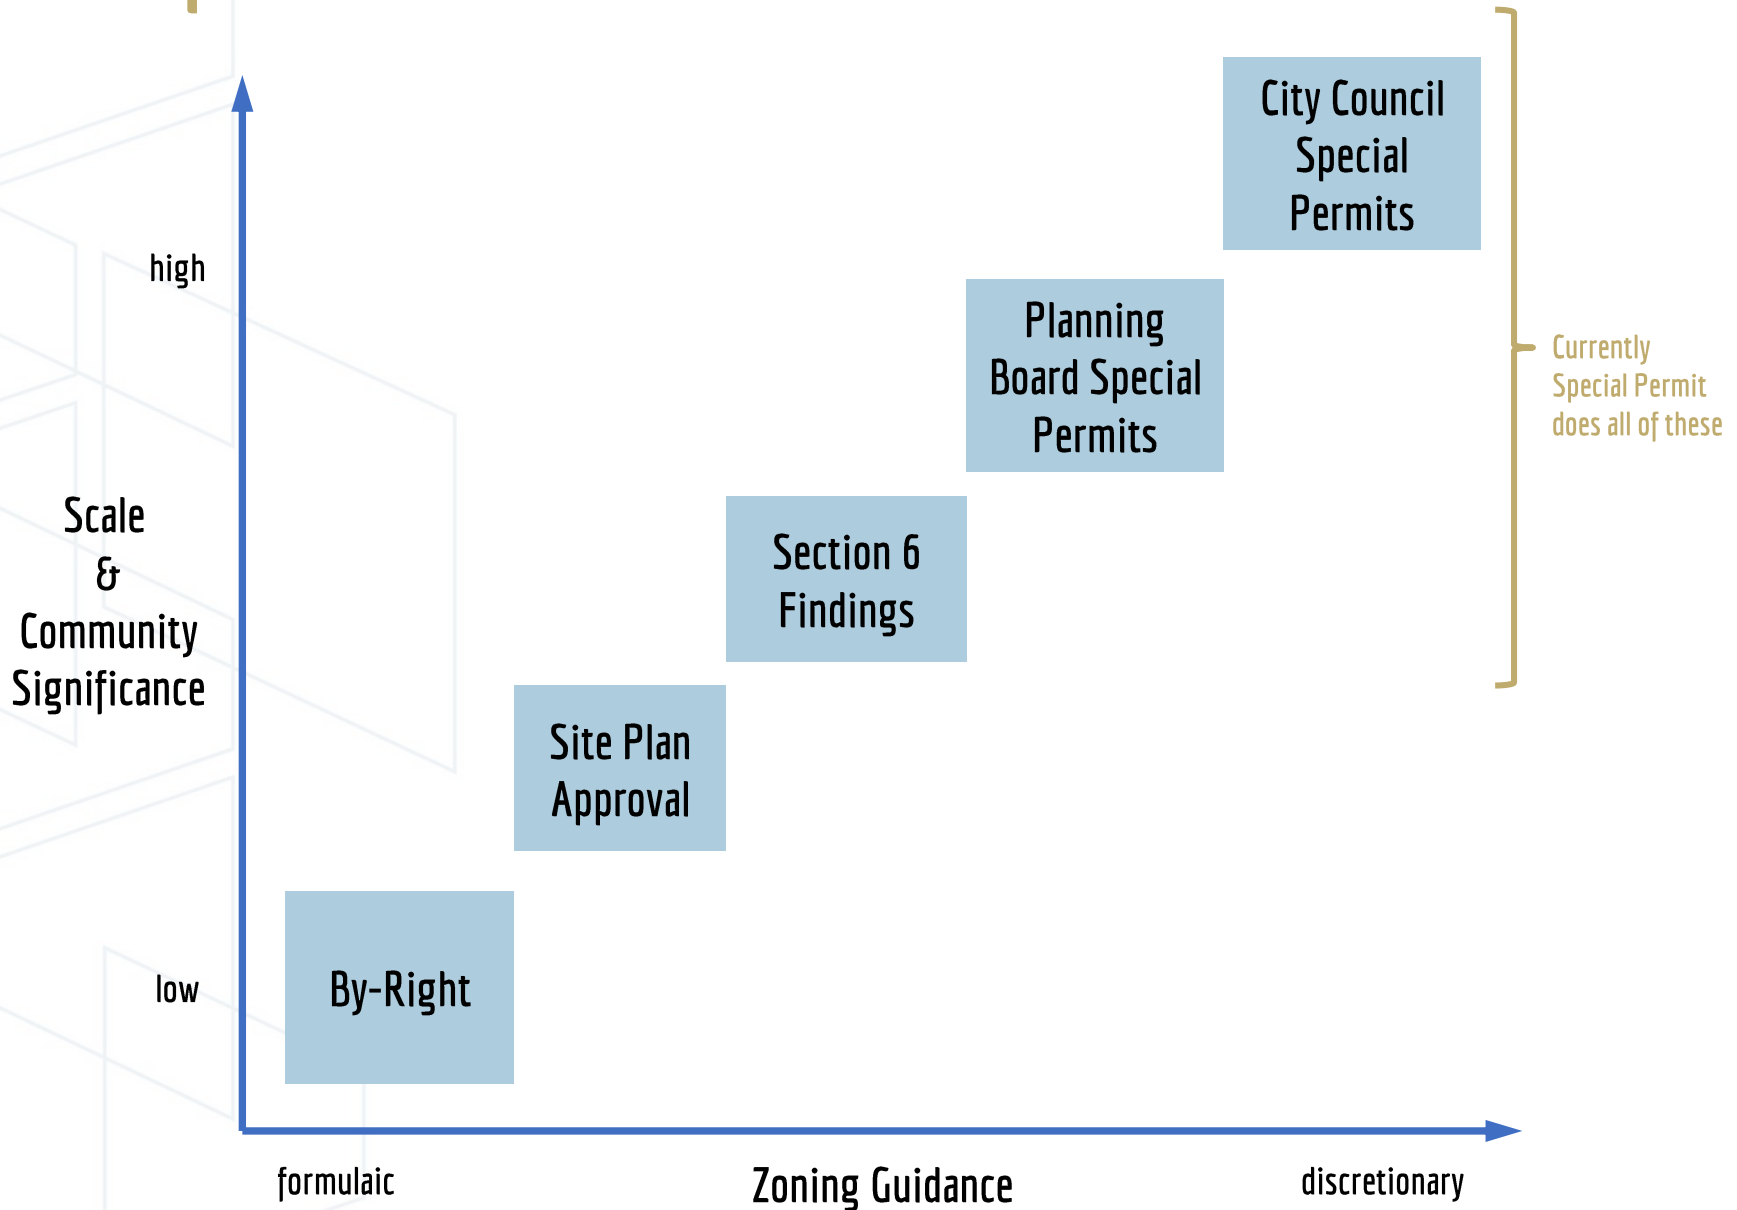 City Council
Special
Permits
high
Planning
Board Special
Permits
Currently
Special Permit
does all of these
Scale
&
Community
Significance
Section 6
Findings
Site Plan
Approval
low
By-Right
formulaic
Zoning Guidance
discretionary